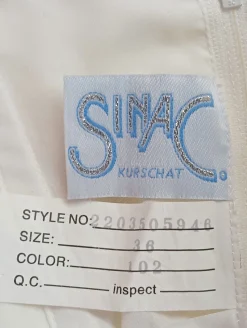 SINAC
KURSCHAT
STYLE NO: 2203505946
SIZE: 36
COLOR: 102
Q.C. inspect